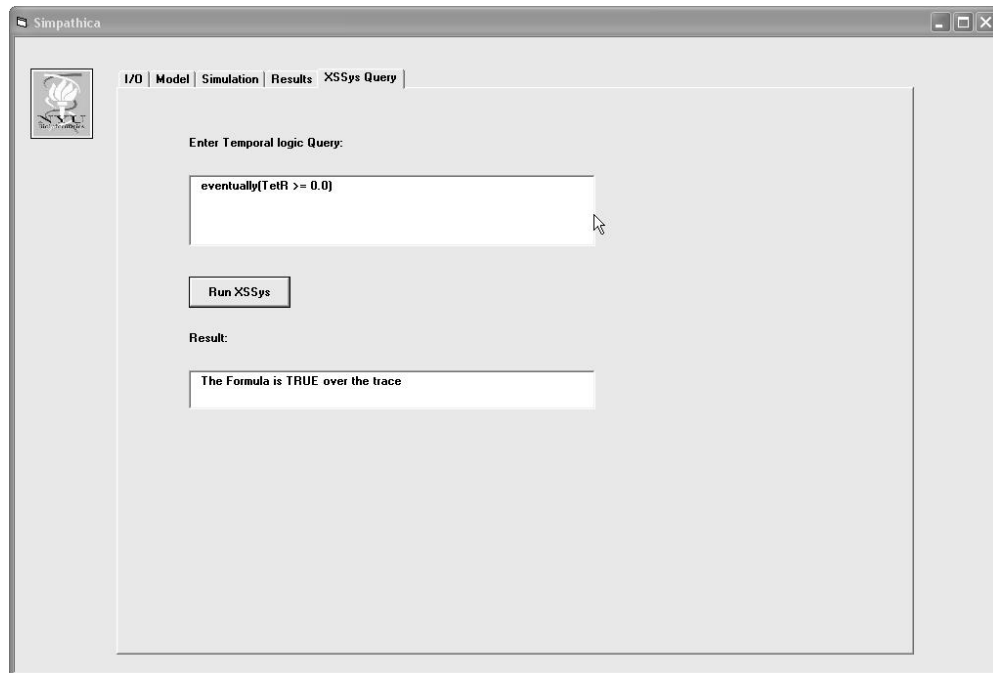 Simpathica
I/O Model Simulation Results XSSys Query
NYU
Enter Temporal logic Query:
eventually(TetR >= 0.0)
Run XSSys
Result:
The Formula is TRUE over the trace